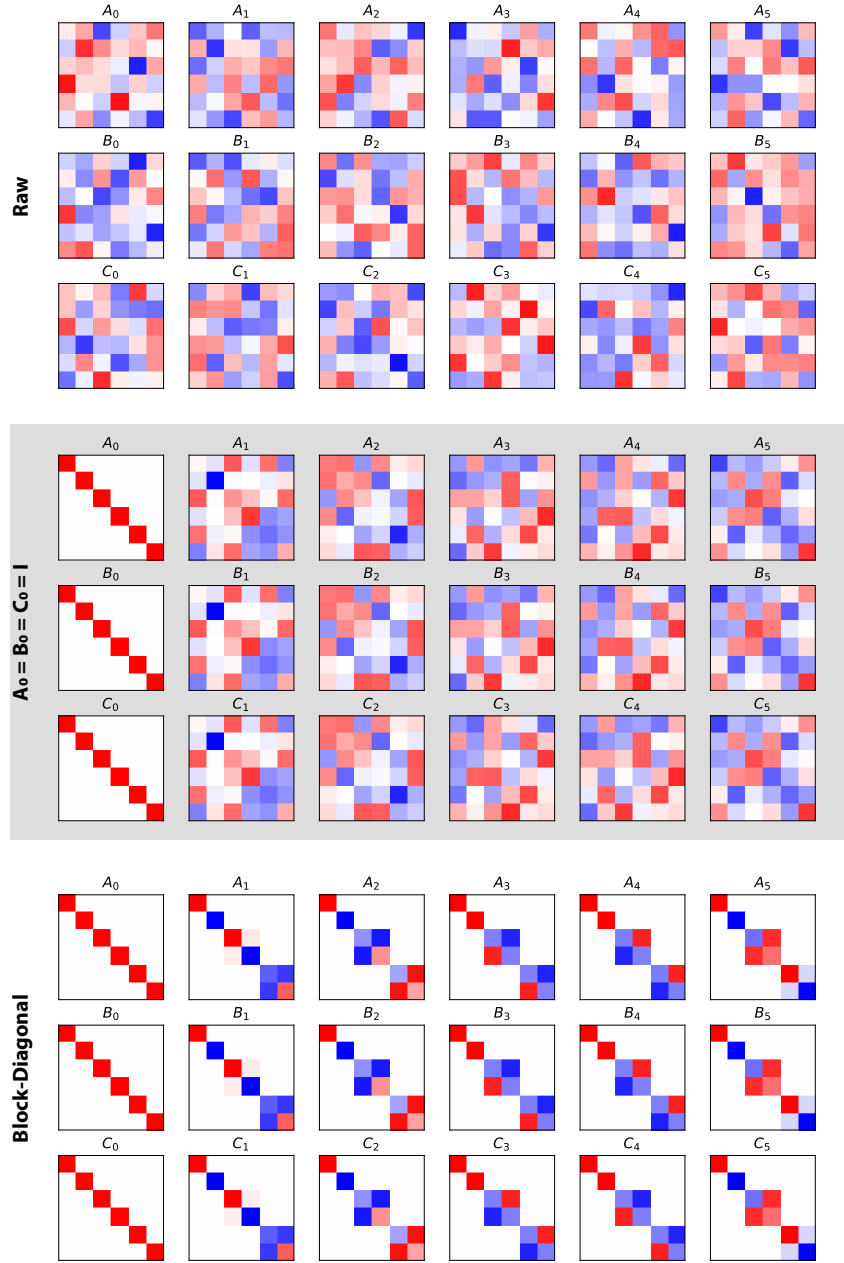 A₀ A₁ A₂ A₃ A₄ A₅
B₀ B₁ B₂ B₃ B₄ B₅
Raw
C₀ C₁ C₂ C₃ C₄ C₅
A₀ A₁ A₂ A₃ A₄ A₅
B₀ B₁ B₂ B₃ B₄ B₅
A₀ = B₀ = C₀ = I
C₀ C₁ C₂ C₃ C₄ C₅
A₀ A₁ A₂ A₃ A₄ A₅
B₀ B₁ B₂ B₃ B₄ B₅
Block-Diagonal
C₀ C₁ C₂ C₃ C₄ C₅